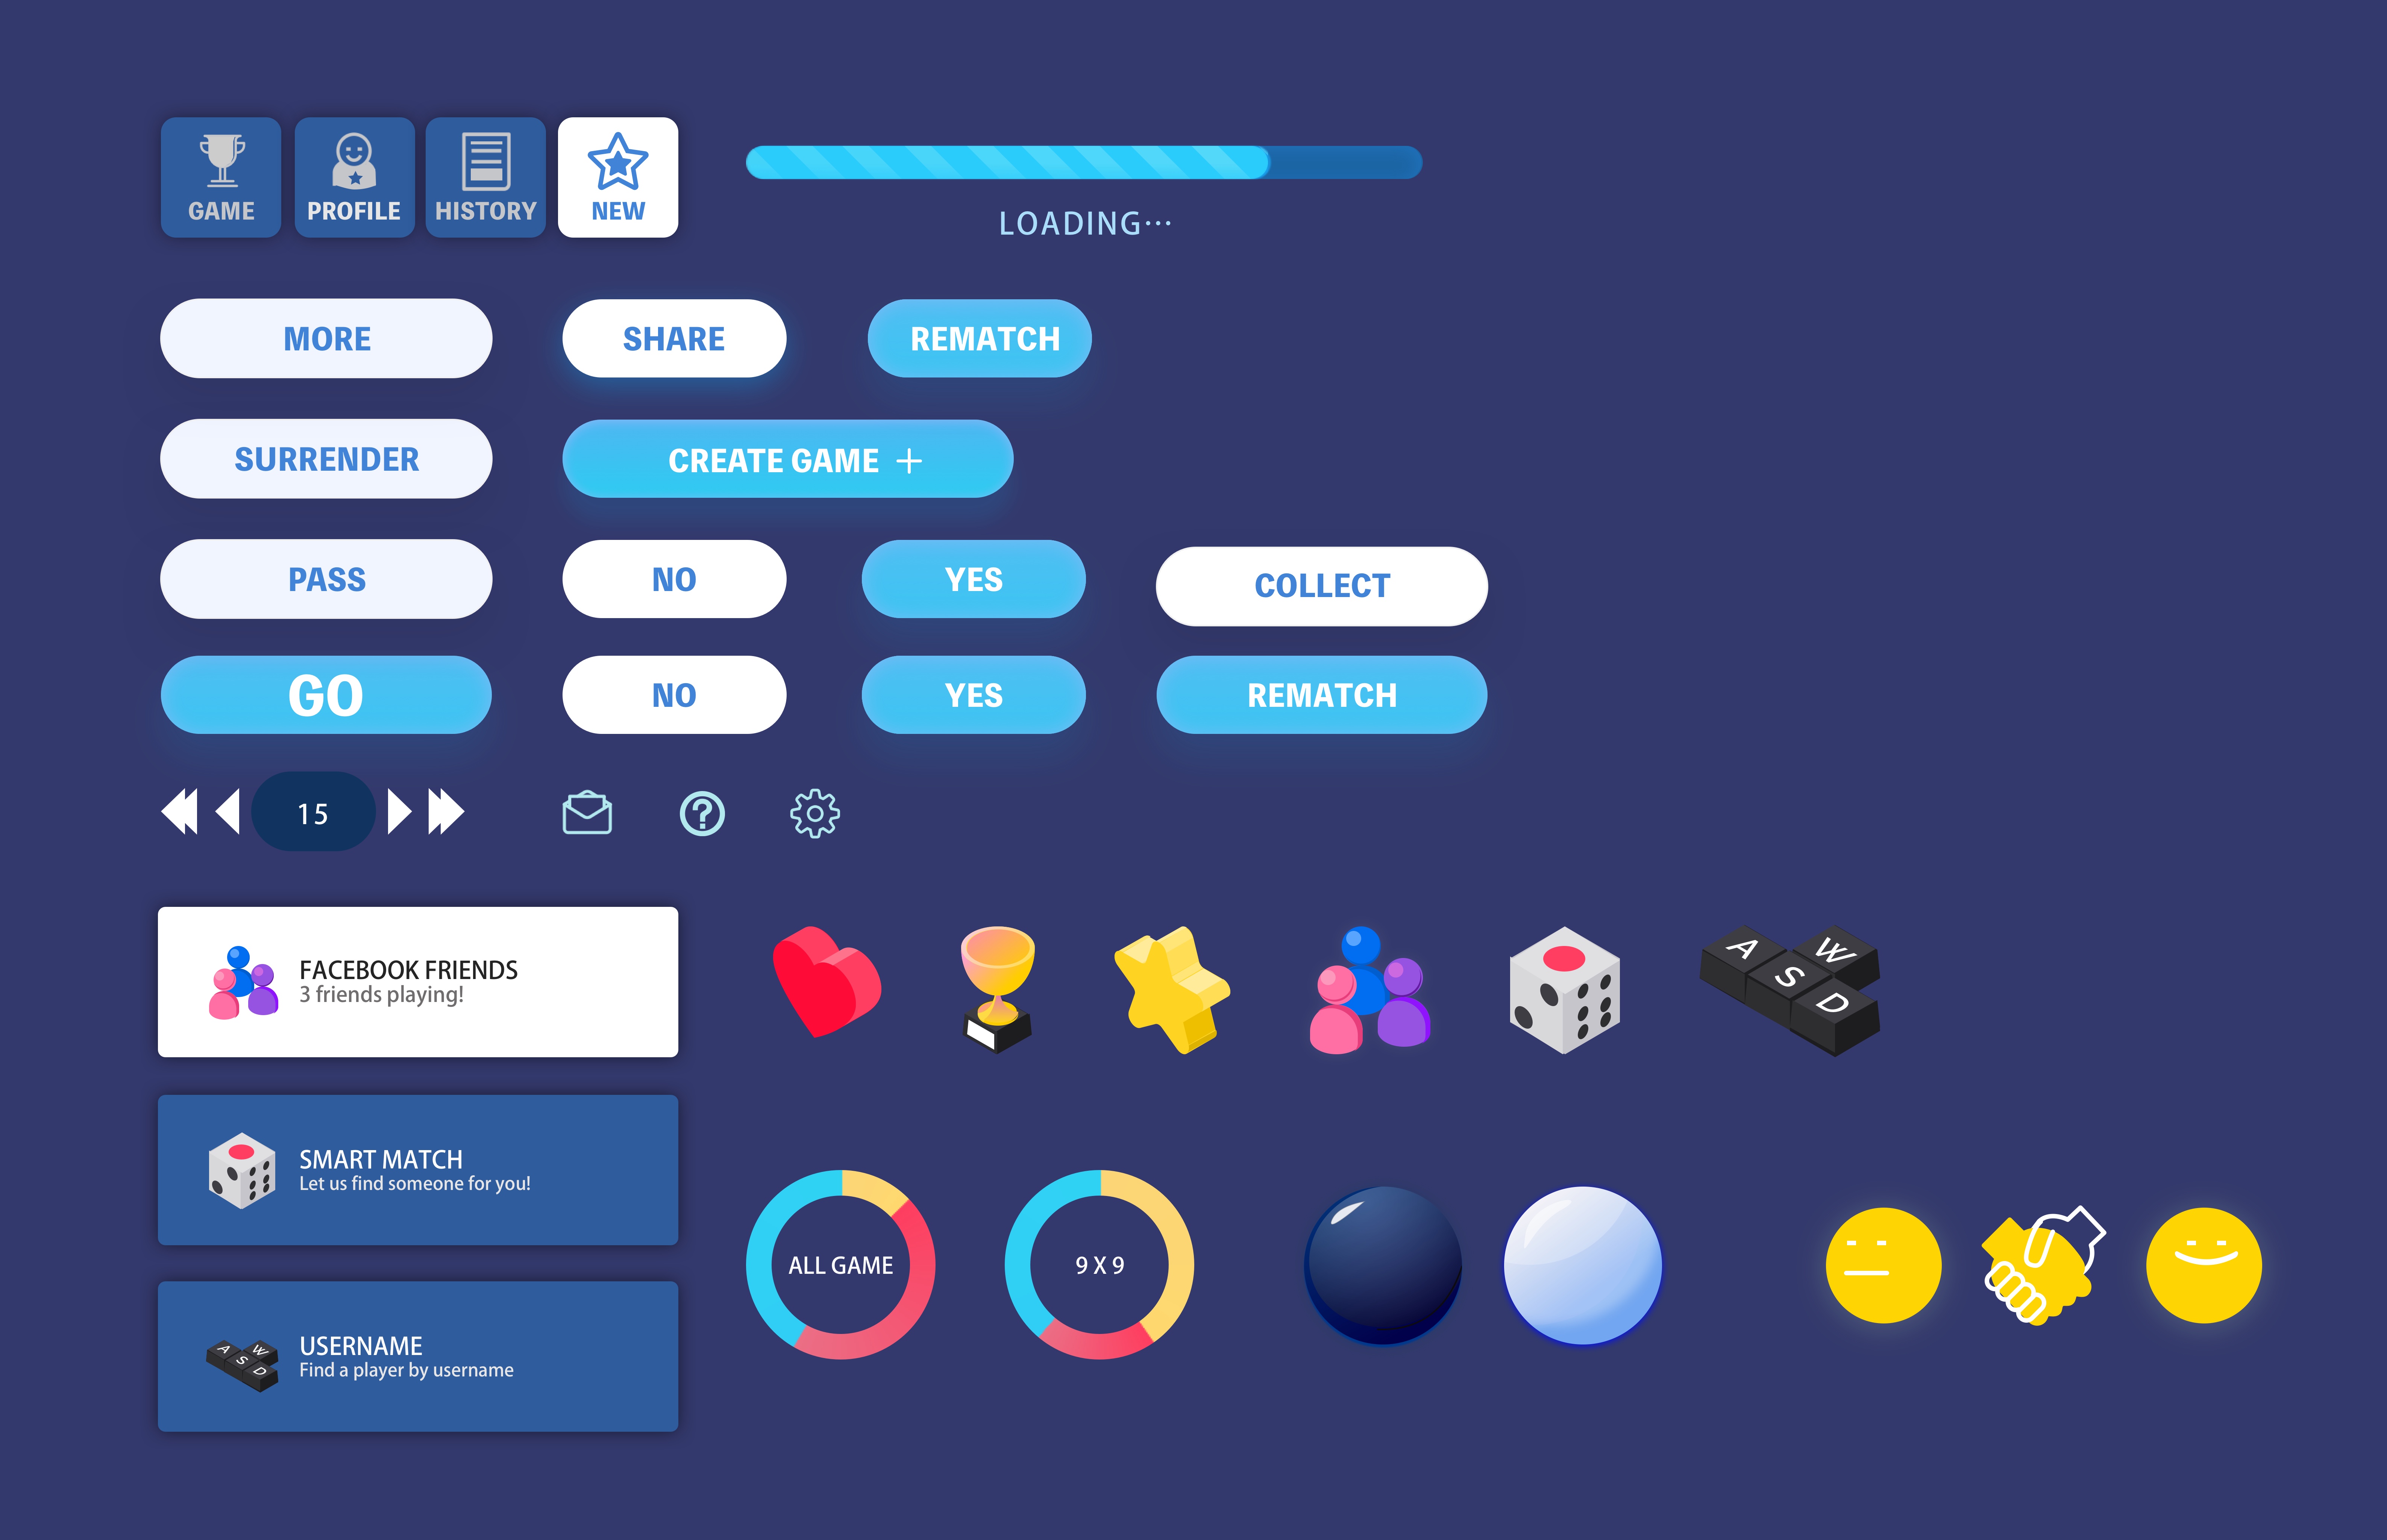 GAME
PROFILE
HISTORY
NEW
LOADING...
MORE
SHARE
REMATCH
SURRENDER
CREATE GAME +
PASS
NO
YES
COLLECT
GO
NO
YES
REMATCH
15
?
FACEBOOK FRIENDS
3 friends playing!
A W
S
D
SMART MATCH
Let us find someone for you!
ALL GAME
9 X 9
A W
S
D
USERNAME
Find a player by username